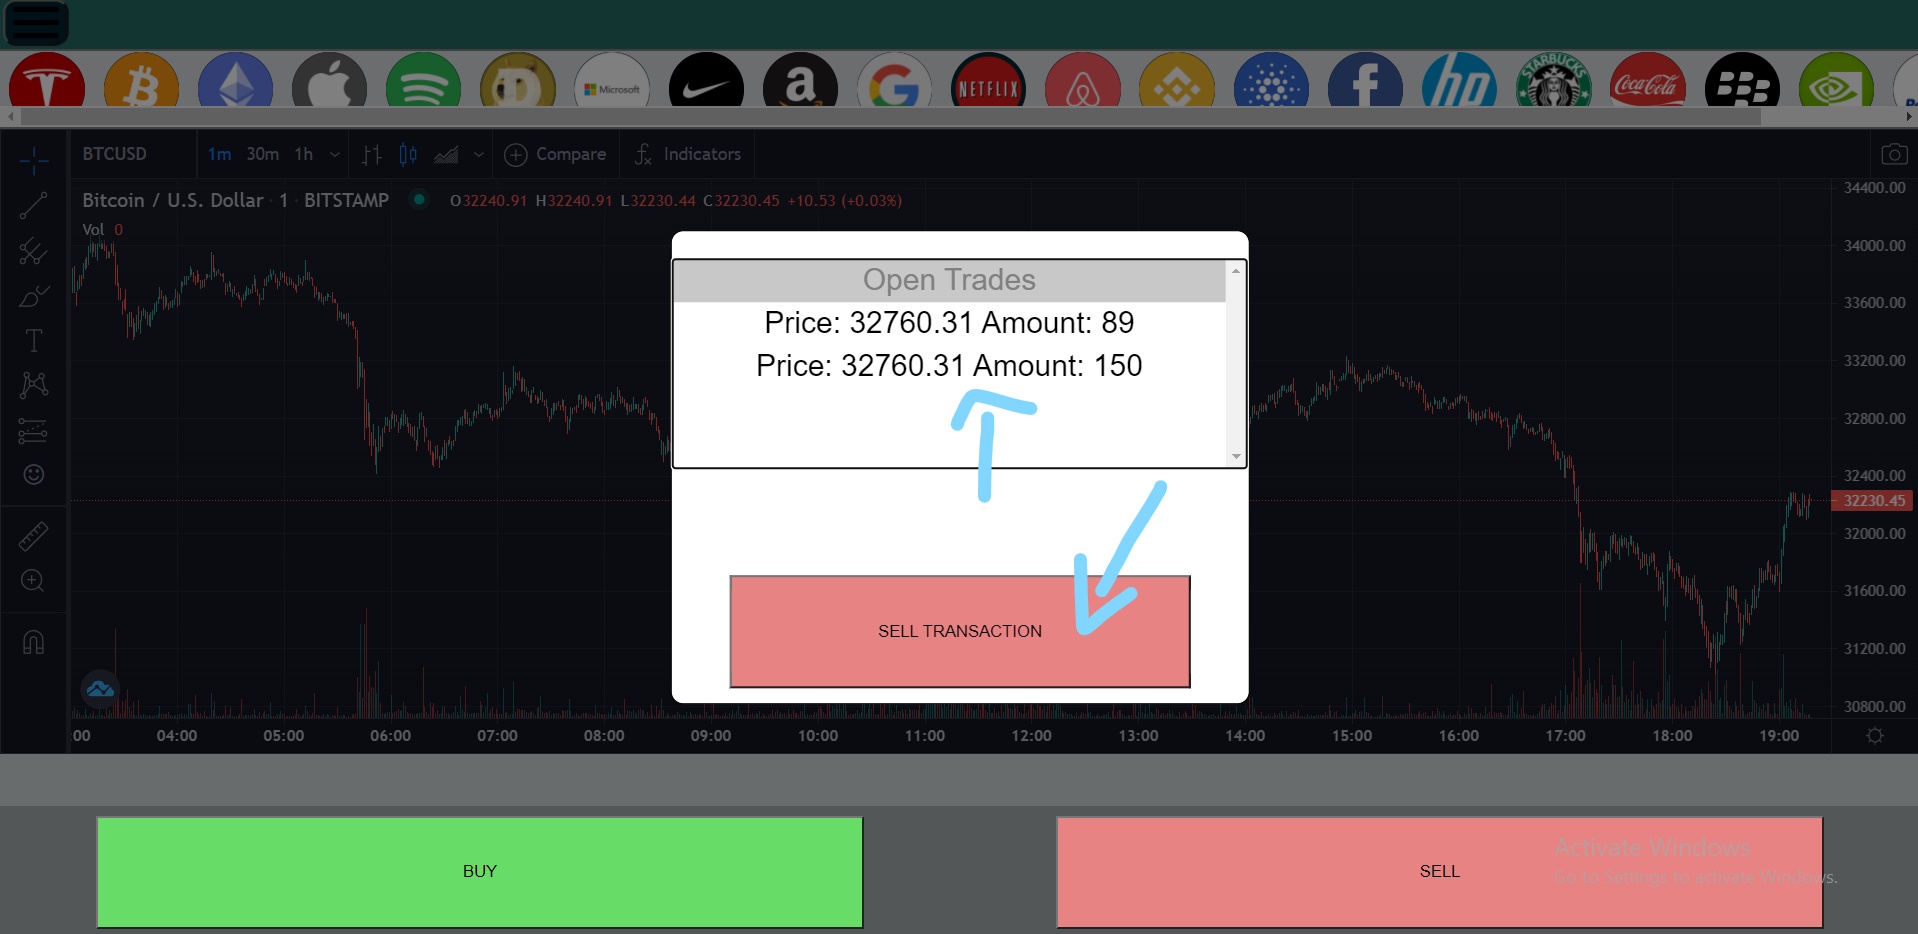 Microsoft
a
NETFLIX
f
hp
STARBUCKS
Coca-Cola
BTCUSD 1m 30m 1h Compare Indicators
Bitcoin / U.S. Dollar · 1 · BITSTAMP O32240.91 H32240.91 L32230.44 C32230.45 +10.53 (+0.03%)
Vol 0
Open Trades
Price: 32760.31 Amount: 89
Price: 32760.31 Amount: 150
SELL TRANSACTION
34400.00
34000.00
33600.00
33200.00
32800.00
32400.00
32230.45
32000.00
31600.00
31200.00
30800.00
:00 04:00 05:00 06:00 07:00 08:00 09:00 10:00 11:00 12:00 13:00 14:00 15:00 16:00 17:00 18:00 19:00
BUY
SELL
Activate Windows
Go to Settings to activate Windows.